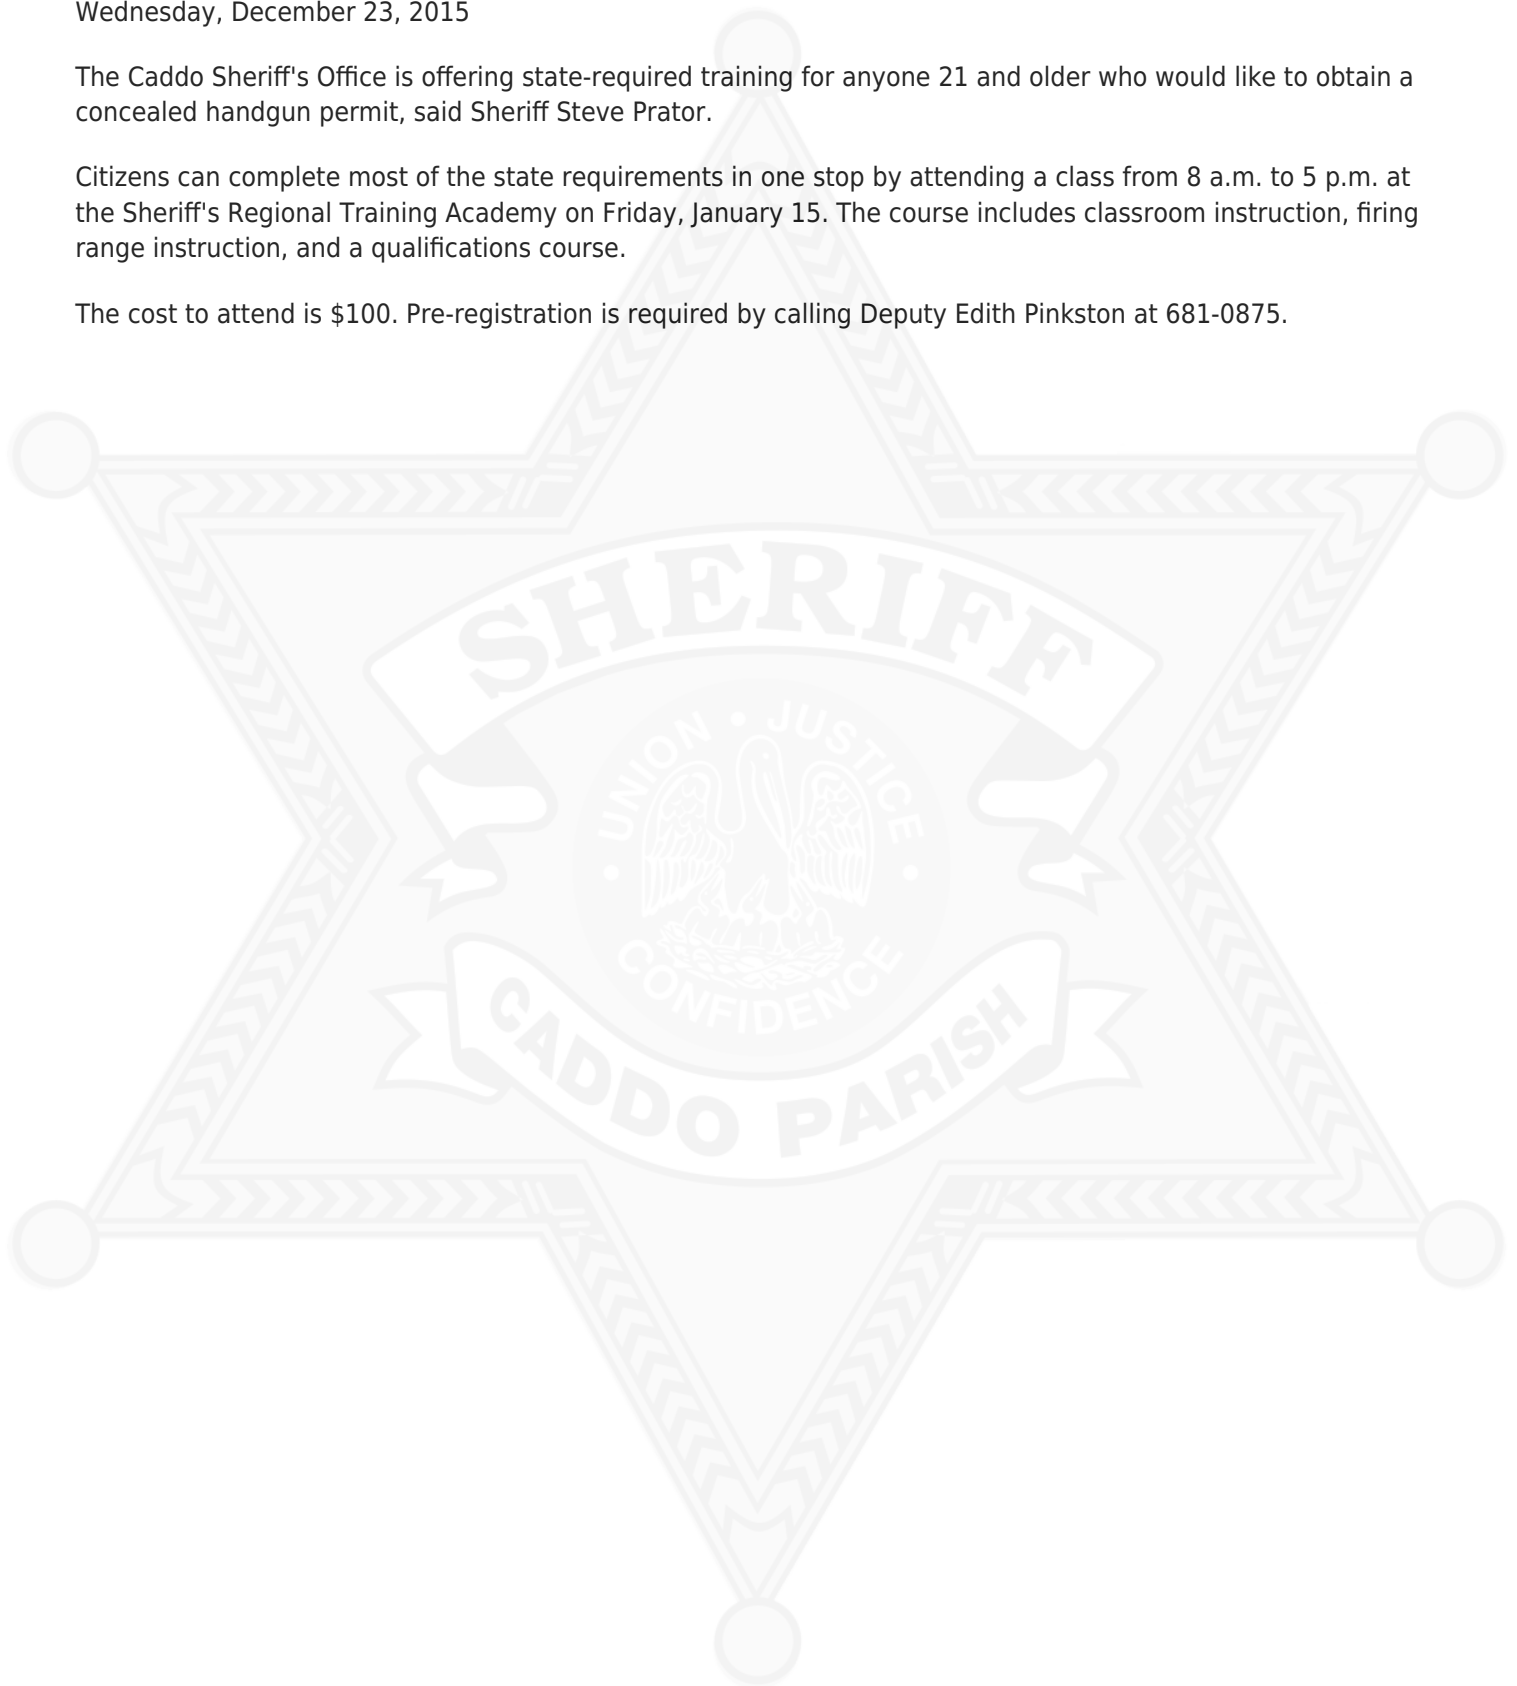 Wednesday, December 23, 2015
The Caddo Sheriff's Office is offering state-required training for anyone 21 and older who would like to obtain a
concealed handgun permit, said Sheriff Steve Prator.
Citizens can complete most of the state requirements in one stop by attending a class from 8 a.m. to 5 p.m. at
the Sheriff's Regional Training Academy on Friday, January 15. The course includes classroom instruction, firing
range instruction, and a qualifications course.
The cost to attend is $100. Pre-registration is required by calling Deputy Edith Pinkston at 681-0875.
SHERIFF
UNION • JUSTICE
• CONFIDENCE •
CADDO PARISH